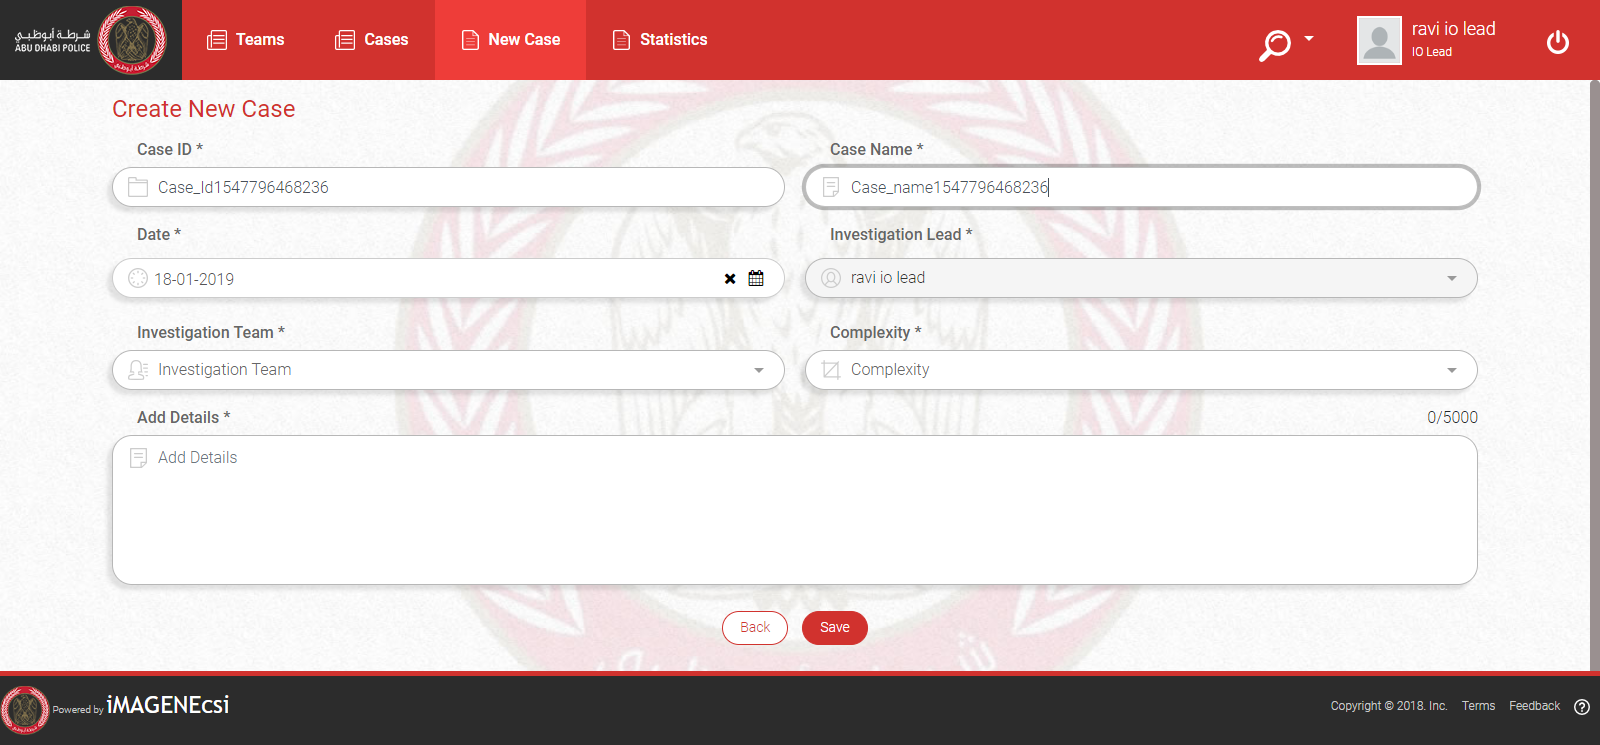 شرطة أبوظبي
ABU DHABI POLICE
Teams
Cases
New Case
Statistics
ravi io lead
IO Lead
Create New Case
Case ID *
Case Name *
Case_Id1547796468236
Case_name1547796468236
Date *
Investigation Lead *
18-01-2019
ravi io lead
Investigation Team *
Complexity *
Investigation Team
Complexity
Add Details *
0/5000
Add Details
Back
Save
Powered by iMAGENEcsi
Copyright © 2018. Inc.
Terms
Feedback